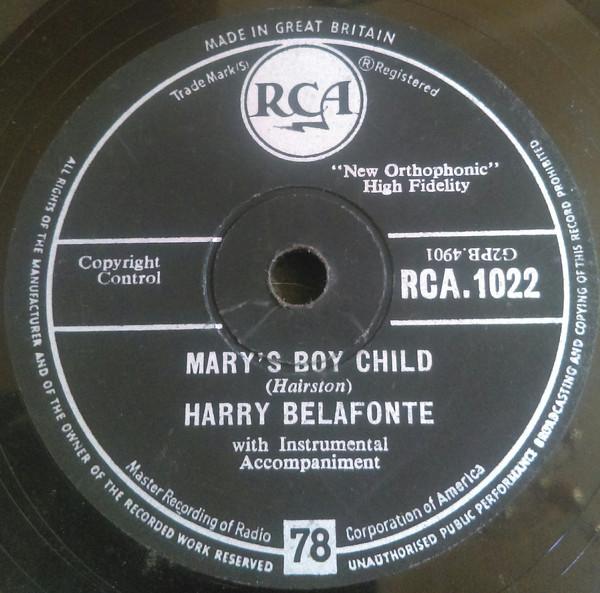 MADE IN GREAT BRITAIN
Trade Mark(S)
®Registered
RCA
"New Orthophonic"
High Fidelity
Copyright
Control
G2PB.4901
RCA.1022
MARY'S BOY CHILD
(Hairston)
HARRY BELAFONTE
with Instrumental
Accompaniment
Master Recording of Radio
Corporation of America
78
ALL RIGHTS OF THE MANUFACTURER AND OF THE OWNER OF THE RECORDED WORK RESERVED
UNAUTHORISED PUBLIC PERFORMANCE BROADCASTING AND COPYING OF THIS RECORD PROHIBITED